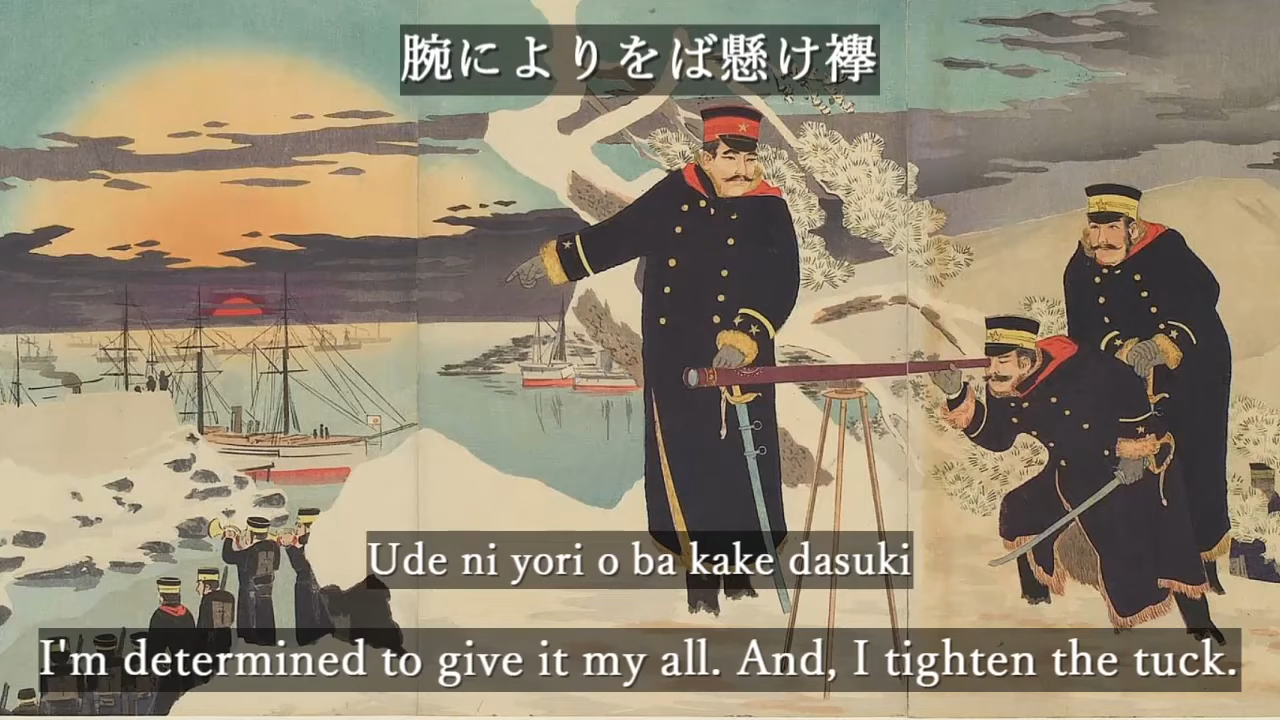 腕によりをば懸け襷
Ude ni yori o ba kake dasuki
I'm determined to give it my all. And, I tighten the tuck.